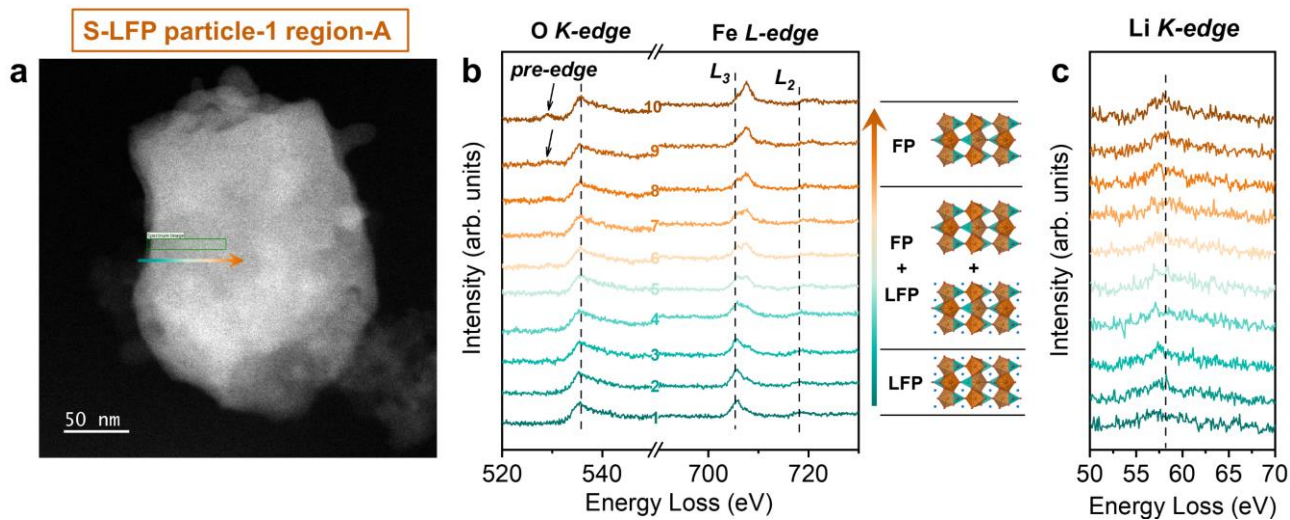 S-LFP particle-1 region-A
a
Spectrum Image
50 nm
b
O K-edge
Fe L-edge
pre-edge
L3
L2
10
9
8
7
6
5
4
3
2
1
Intensity (arb. units)
520
540
700
720
Energy Loss (eV)
FP
FP
+
LFP
+
LFP
c
Li K-edge
Intensity (arb. units)
50
55
60
65
70
Energy Loss (eV)